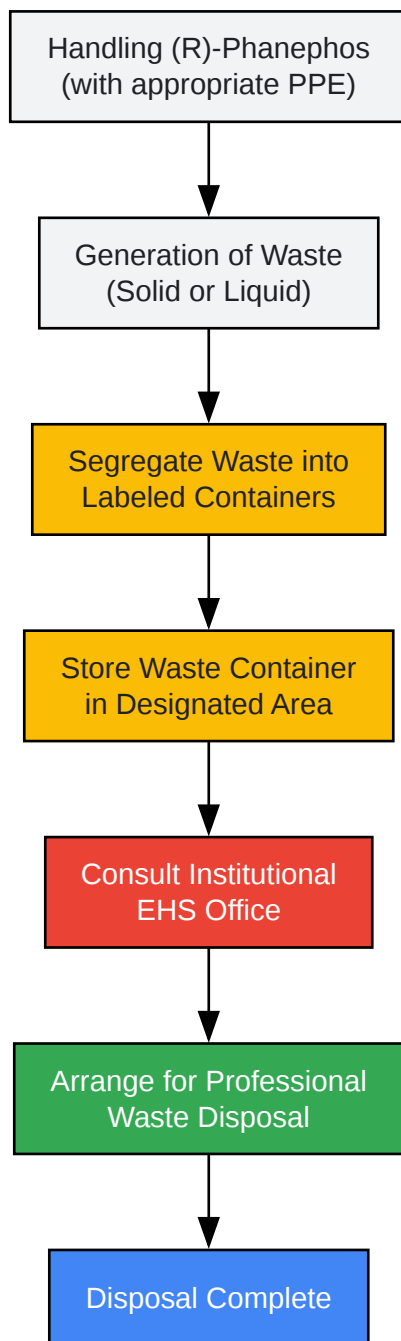 Handling (R)-Phanephos
(with appropriate PPE)
Generation of Waste
(Solid or Liquid)
Segregate Waste into
Labeled Containers
Store Waste Container
in Designated Area
Consult Institutional
EHS Office
Arrange for Professional
Waste Disposal
Disposal Complete